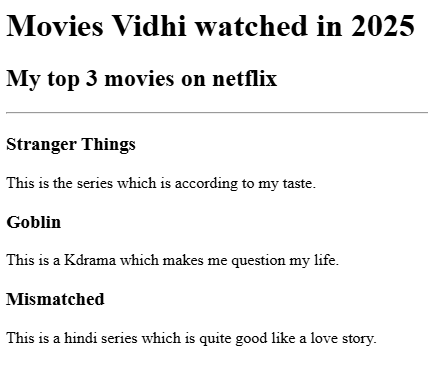 Movies Vidhi watched in 2025
My top 3 movies on netflix
Stranger Things
This is the series which is according to my taste.
Goblin
This is a Kdrama which makes me question my life.
Mismatched
This is a hindi series which is quite good like a love story.